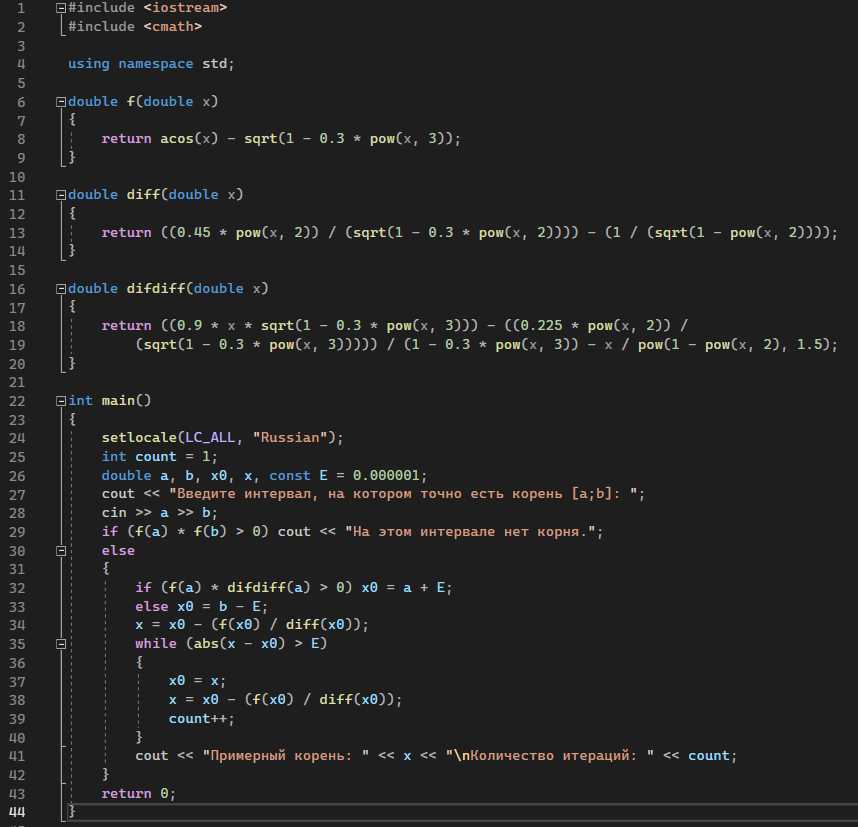 1 #include <iostream>
2 #include <cmath>
3
4 using namespace std;
5
6 double f(double x)
7 {
8 return acos(x) - sqrt(1 - 0.3 * pow(x, 3));
9 }
10
11 double diff(double x)
12 {
13 return ((0.45 * pow(x, 2)) / (sqrt(1 - 0.3 * pow(x, 2)))) - (1 / (sqrt(1 - pow(x, 2))));
14 }
15
16 double difdiff(double x)
17 {
18 return ((0.9 * x * sqrt(1 - 0.3 * pow(x, 3))) - ((0.225 * pow(x, 2)) /
19 (sqrt(1 - 0.3 * pow(x, 3))))) / (1 - 0.3 * pow(x, 3)) - x / pow(1 - pow(x, 2), 1.5);
20 }
21
22 int main()
23 {
24 setlocale(LC_ALL, "Russian");
25 int count = 1;
26 double a, b, x0, x, const E = 0.000001;
27 cout << "Введите интервал, на котором точно есть корень [a;b]: ";
28 cin >> a >> b;
29 if (f(a) * f(b) > 0) cout << "На этом интервале нет корня.";
30 else
31 {
32 if (f(a) * difdiff(a) > 0) x0 = a + E;
33 else x0 = b - E;
34 x = x0 - (f(x0) / diff(x0));
35 while (abs(x - x0) > E)
36 {
37 x0 = x;
38 x = x0 - (f(x0) / diff(x0));
39 count++;
40 }
41 cout << "Примерный корень: " << x << "\nКоличество итераций: " << count;
42 }
43 return 0;
44 }